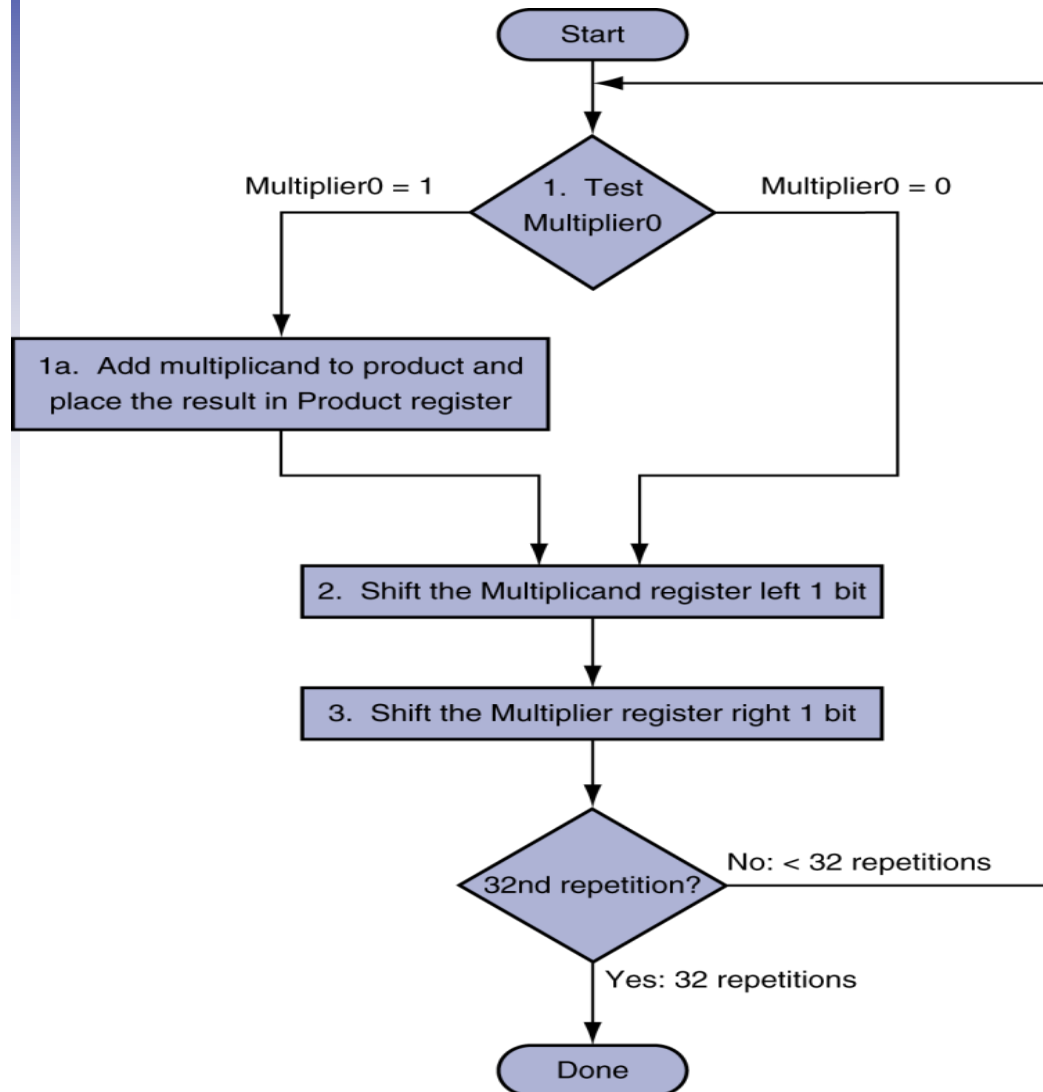 Start
Multiplier0 = 1
1. Test
Multiplier0
Multiplier0 = 0
1a. Add multiplicand to product and
place the result in Product register
2. Shift the Multiplicand register left 1 bit
3. Shift the Multiplier register right 1 bit
32nd repetition?
No: < 32 repetitions
Yes: 32 repetitions
Done